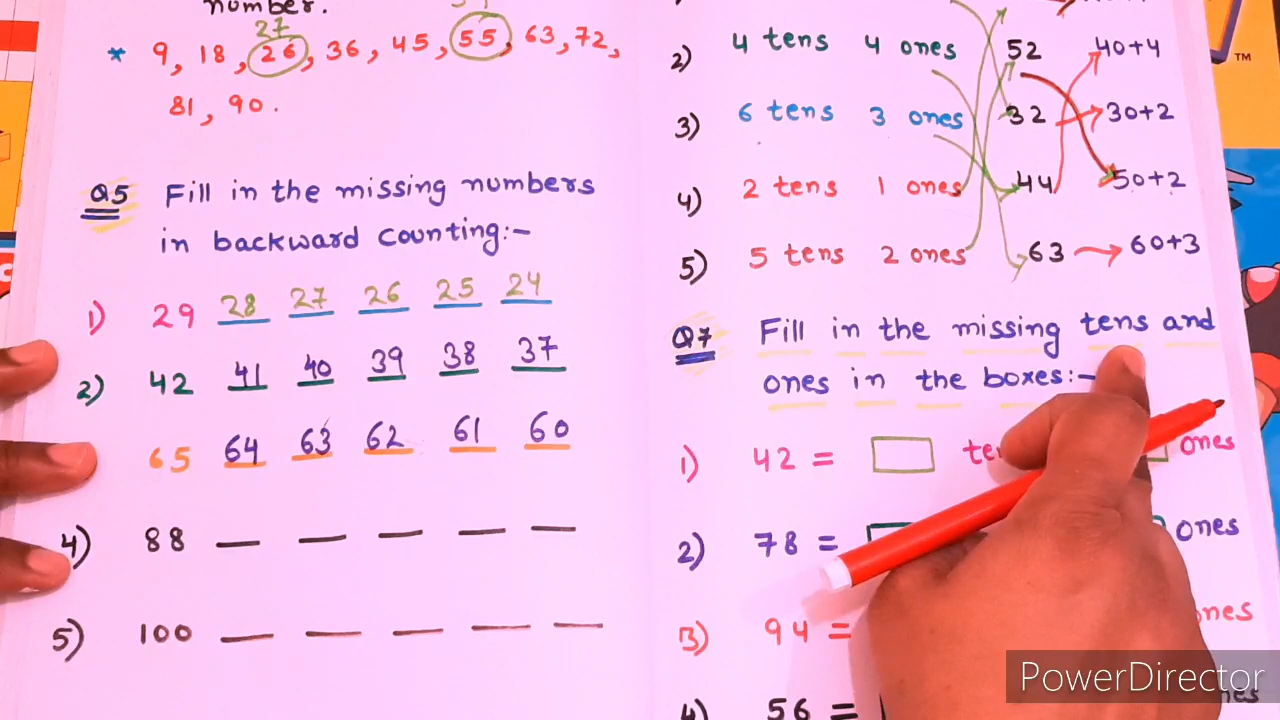 number.
27
* 9, 18, 26, 36, 45, 55, 63, 72,
81, 90.
Q5 Fill in the missing numbers
in backward counting:-
1) 29 28 27 26 25 24
2) 42 41 40 39 38 37
65 64 63 62 61 60
4) 88
5) 100
2) 4 tens 4 ones 52 40+4
3) 6 tens 3 ones 32 30+2
4) 2 tens 1 ones 44 50+2
5) 5 tens 2 ones 63 60+3
Q7 Fill in the missing tens and
ones in the boxes:-
1) 42 = ones
2) 78 = ones
3) 94 = ones
4) 56 =
TM
PowerDirector